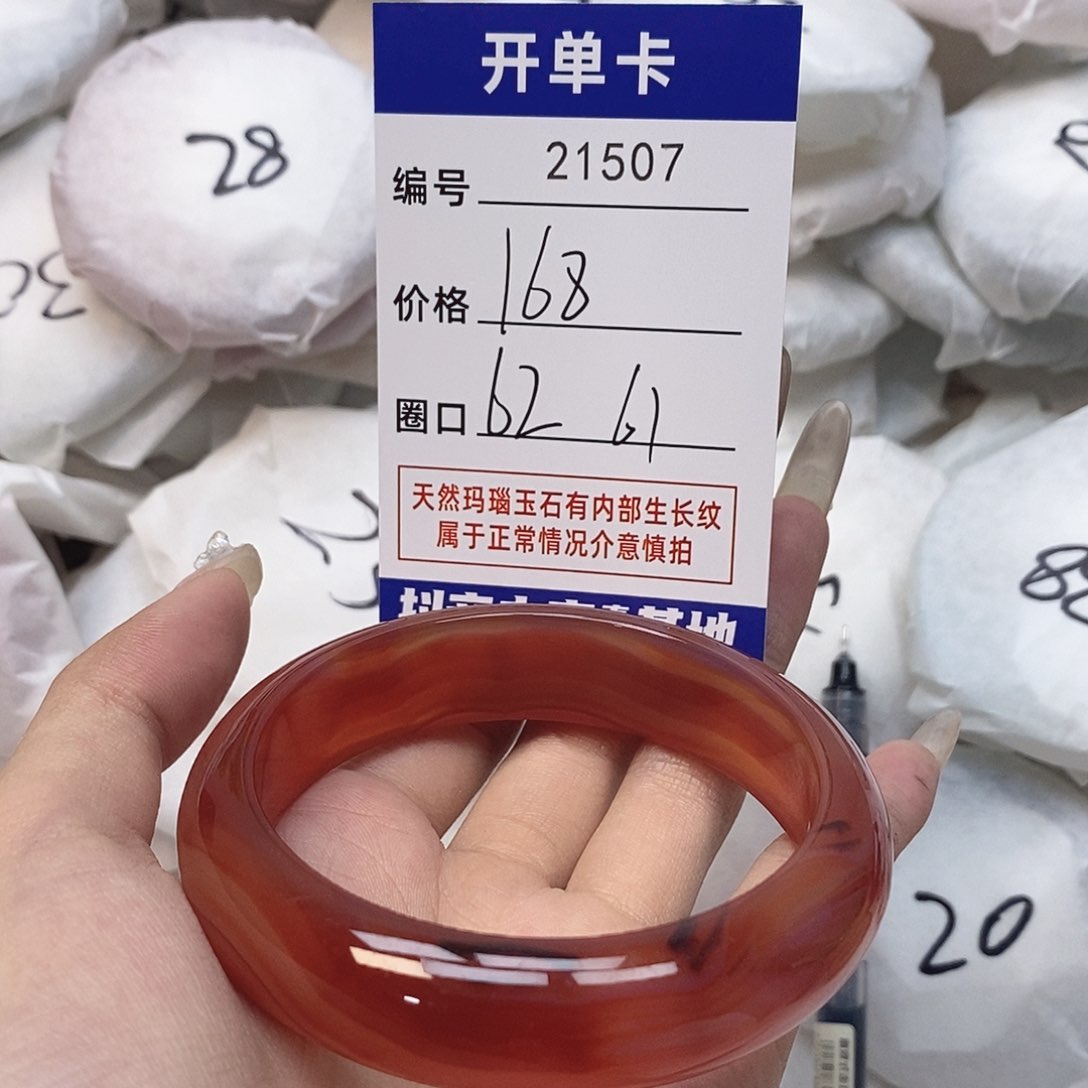 开单卡
编号 21507
价格 168
圈口 62 61
天然玛瑙玉石有内部生长纹
属于正常情况介意慎拍
基地
28
30
20